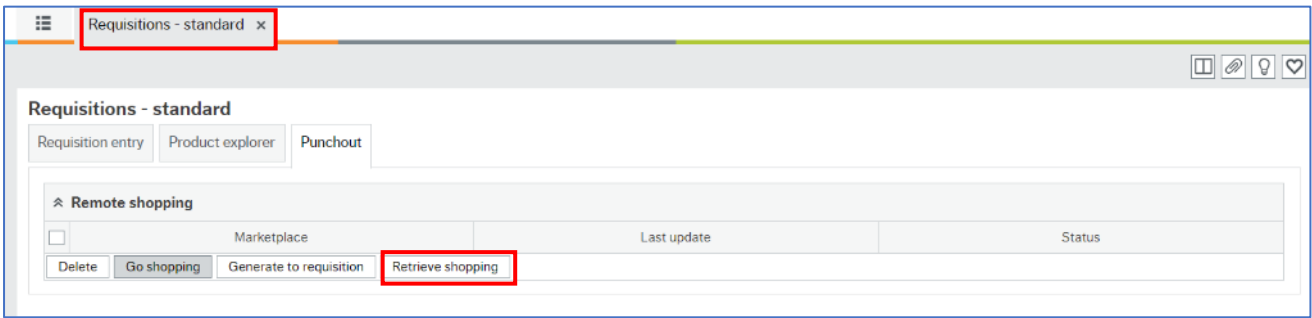 Requisitions - standard x
Requisitions - standard
Requisition entry Product explorer Punchout
Remote shopping
Marketplace Last update Status
Delete Go shopping Generate to requisition Retrieve shopping